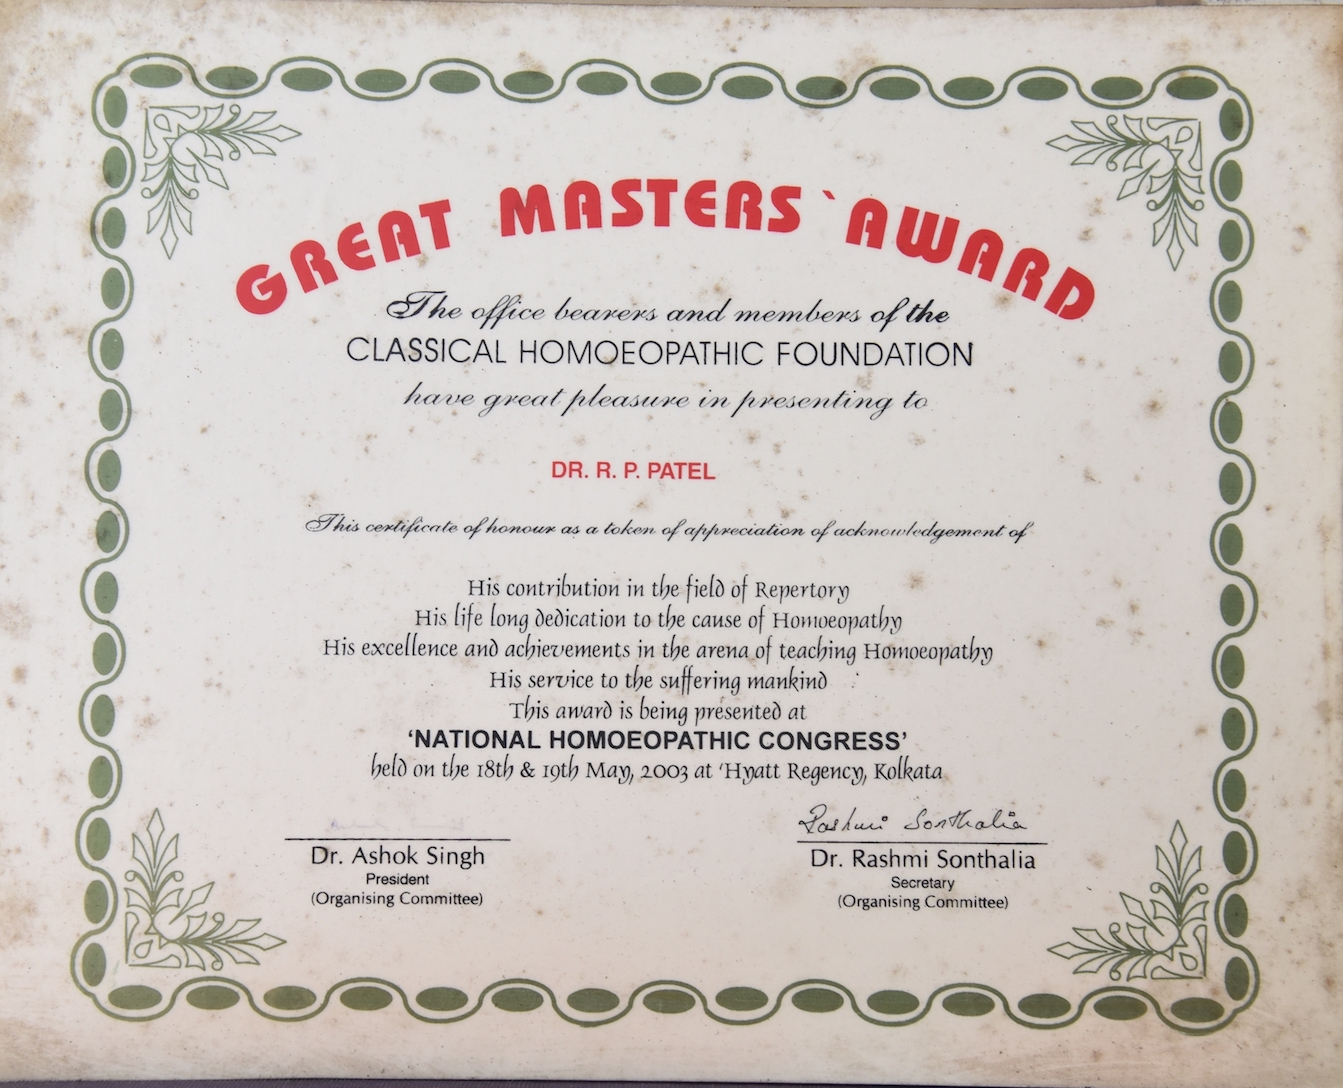 GREAT MASTERS `AWARD
The office bearers and members of the
CLASSICAL HOMOEOPATHIC FOUNDATION
have great pleasure in presenting to
DR. R. P. PATEL
This certificate of honour as a token of appreciation of acknowledgement of
His contribution in the field of Repertory
His life long dedication to the cause of Homoeopathy
His excellence and achievements in the arena of teaching Homoeopathy
His service to the suffering mankind
This award is being presented at
‘NATIONAL HOMOEOPATHIC CONGRESS’
held on the 18th & 19th May, 2003 at ‘Hyatt Regency, Kolkata
Rashmi Sonthalia
Dr. Ashok Singh
President
(Organising Committee)
Dr. Rashmi Sonthalia
Secretary
(Organising Committee)